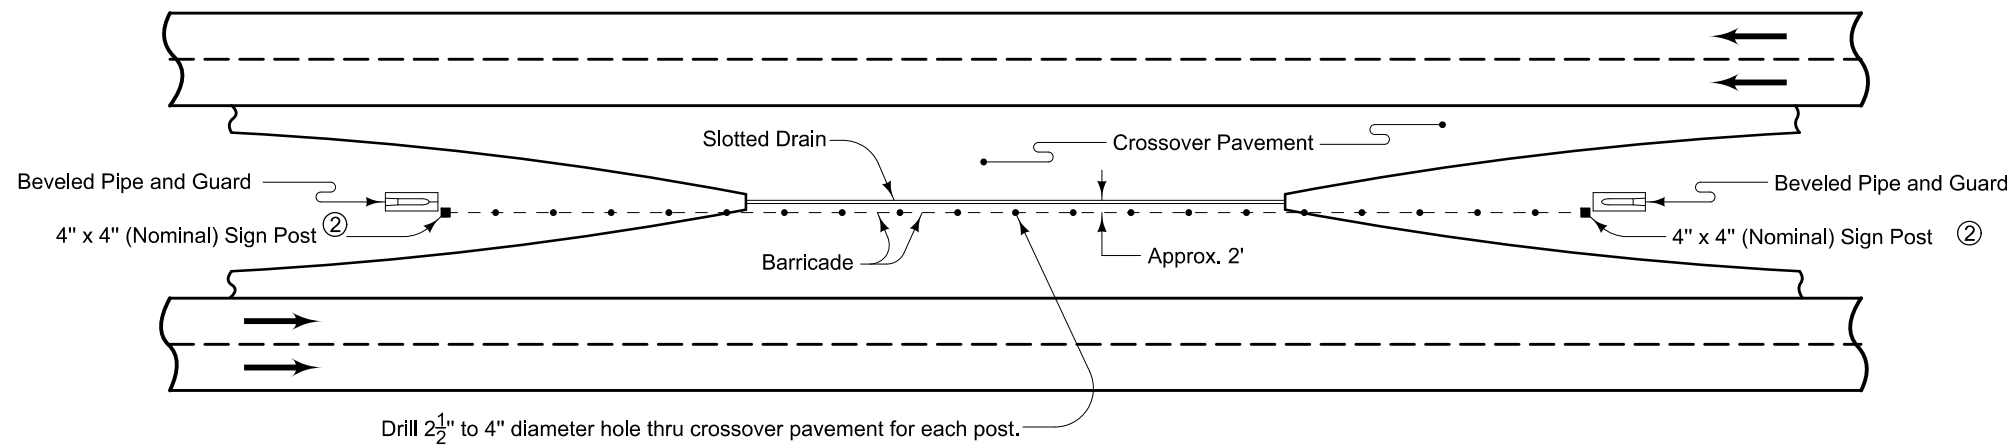 Slotted Drain
Crossover Pavement
Beveled Pipe and Guard
Beveled Pipe and Guard
4" x 4" (Nominal) Sign Post ②
4" x 4" (Nominal) Sign Post ②
Barricade
Approx. 2'
Drill 2 1/2" to 4" diameter hole thru crossover pavement for each post.